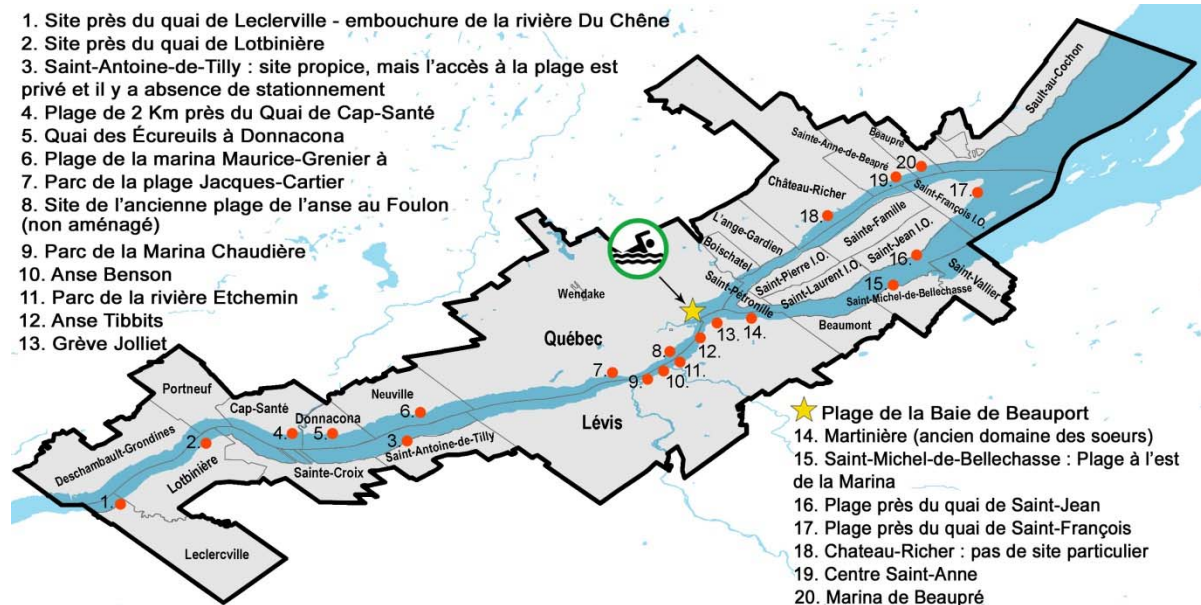 1. Site près du quai de Leclerville - embouchure de la rivière Du Chêne
2. Site près du quai de Lotbinière
3. Saint-Antoine-de-Tilly : site propice, mais l'accès à la plage est
privé et il y a absence de stationnement
4. Plage de 2 Km près du Quai de Cap-Santé
5. Quai des Écureuils à Donnacona
6. Plage de la marina Maurice-Grenier à
7. Parc de la plage Jacques-Cartier
8. Site de l'ancienne plage de l'anse au Foulon
(non aménagé)
9. Parc de la Marina Chaudière
10. Anse Benson
11. Parc de la rivière Etchemin
12. Anse Tibbits
13. Grève Jolliet
Sault-au-Cochon
Beaupré
Sainte-Anne-de-Beapré
20.
19.
Château-Richer
17.
Saint-François I.O.
18.
Sainte-Famille
L'ange-Gardien
Saint-Jean I.O.
Boischatel
16.
Saint-Pierre I.O.
Saint-Laurent I.O.
Saint-Vallier
15.
Saint-Michel-de-Bellechasse
Saint-Pétronille
Wendake
Beaumont
14.
13.
12.
Québec
8.
11.
7.
10.
9.
Lévis
Portneuf
Neuville
Cap-Santé
6.
Donnacona
4.
5.
3.
Saint-Antoine-de-Tilly
2.
Deschambault-Grondines
Sainte-Croix
Lotbinière
1.
Leclercville
Plage de la Baie de Beauport
14. Martinière (ancien domaine des soeurs)
15. Saint-Michel-de-Bellechasse : Plage à l'est
de la Marina
16. Plage près du quai de Saint-Jean
17. Plage près du quai de Saint-François
18. Chateau-Richer : pas de site particulier
19. Centre Saint-Anne
20. Marina de Beaupré